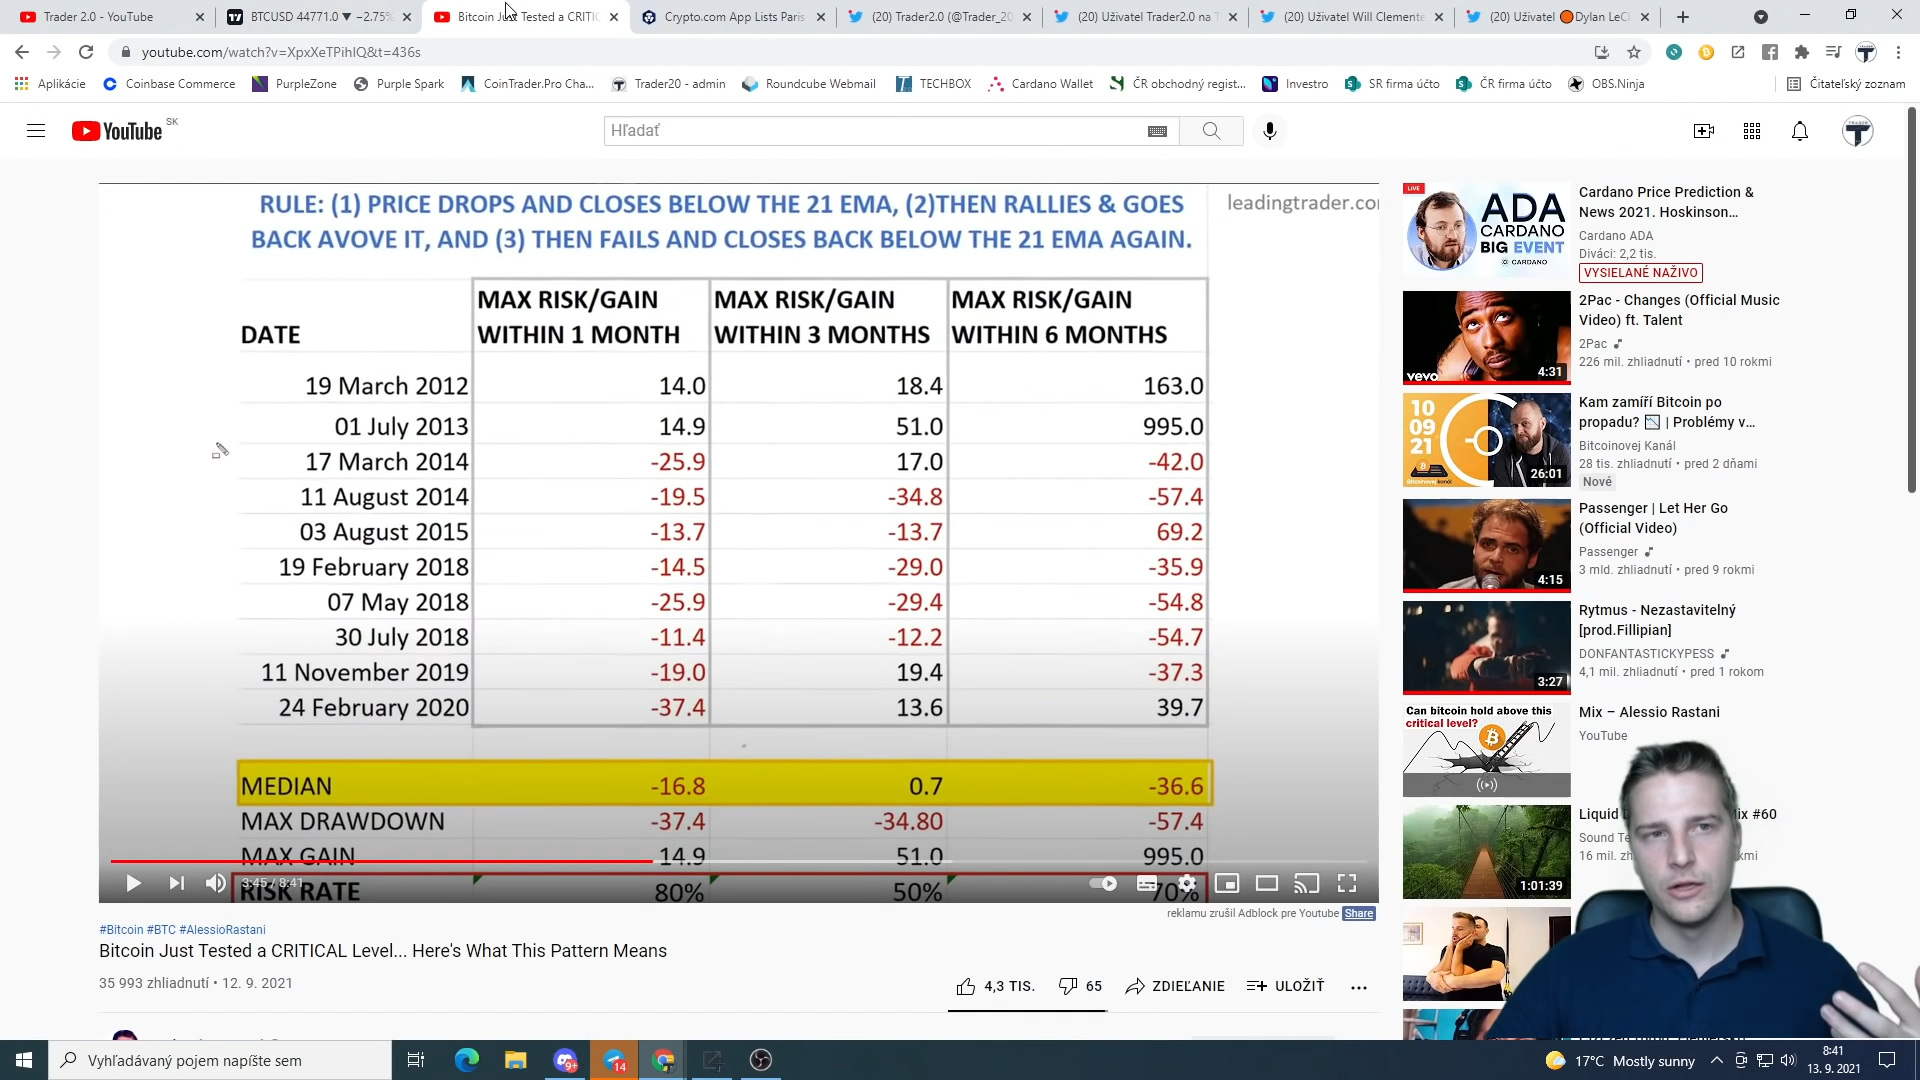 Trader 2.0 - YouTube
BTCUSD 44771.0 ▼ −2.75%
Bitcoin Just Tested a CRITIC
Crypto.com App Lists Paris
(20) Trader2.0 (@Trader_20
(20) Uživatel Trader2.0 na T
(20) Uživatel Will Clemente
(20) Uživatel 🟠Dylan LeCl
youtube.com/watch?v=XpxXeTPihIQ&t=436s
Aplikácie
Coinbase Commerce
PurpleZone
Purple Spark
CoinTrader.Pro Cha...
Trader20 - admin
Roundcube Webmail
TECHBOX
Cardano Wallet
ČR obchodný regist...
Investro
SR firma účto
ČR firma účto
OBS.Ninja
Čitateľský zoznam
YouTube SK
Hľadať
RULE: (1) PRICE DROPS AND CLOSES BELOW THE 21 EMA, (2)THEN RALLIES & GOES
BACK AVOVE IT, AND (3) THEN FAILS AND CLOSES BACK BELOW THE 21 EMA AGAIN.
leadingtrader.co
DATE
MAX RISK/GAIN WITHIN 1 MONTH
MAX RISK/GAIN WITHIN 3 MONTHS
MAX RISK/GAIN WITHIN 6 MONTHS
19 March 2012 14.0 18.4 163.0
01 July 2013 14.9 51.0 995.0
17 March 2014 -25.9 17.0 -42.0
11 August 2014 -19.5 -34.8 -57.4
03 August 2015 -13.7 -13.7 69.2
19 February 2018 -14.5 -29.0 -35.9
07 May 2018 -25.9 -29.4 -54.8
30 July 2018 -11.4 -12.2 -54.7
11 November 2019 -19.0 19.4 -37.3
24 February 2020 -37.4 13.6 39.7
MEDIAN -16.8 0.7 -36.6
MAX DRAWDOWN -37.4 -34.80 -57.4
MAX GAIN 14.9 51.0 995.0
RISK RATE 80% 50% 70%
3:45 / 8:41
reklamu zrušil Adblock pre Youtube Share
#Bitcoin #BTC #AlessioRastani
Bitcoin Just Tested a CRITICAL Level... Here's What This Pattern Means
35 993 zhliadnutí • 12. 9. 2021
4,3 TIS.
65
ZDIEĽANIE
ULOŽIŤ
LIVE
ADA
CARDANO
BIG EVENT
CARDANO
Cardano Price Prediction &
News 2021. Hoskinson...
Cardano ADA
Diváci: 2,2 tis.
VYSIELANÉ NAŽIVO
vevo
4:31
2Pac - Changes (Official Music
Video) ft. Talent
2Pac
226 mil. zhliadnutí • pred 10 rokmi
10
09
21
26:01
Kam zamíří Bitcoin po
propadu? 📉 | Problémy v...
Bitcoinovej Kanál
28 tis. zhliadnutí • pred 2 dňami
Nové
4:15
Passenger | Let Her Go
(Official Video)
Passenger
3 mld. zhliadnutí • pred 9 rokmi
3:27
Rytmus - Nezastavitelný
[prod.Fillipian]
DONFANTASTICKYPESS
4,1 mil. zhliadnutí • pred 1 rokom
Can bitcoin hold above this
critical level?
Mix – Alessio Rastani
YouTube
1:01:39
Liquid
ix #60
Sound Te
16 mil. zh
kmi
Vyhľadávaný pojem napíšte sem
9+
14
17°C Mostly sunny
8:41
13. 9. 2021